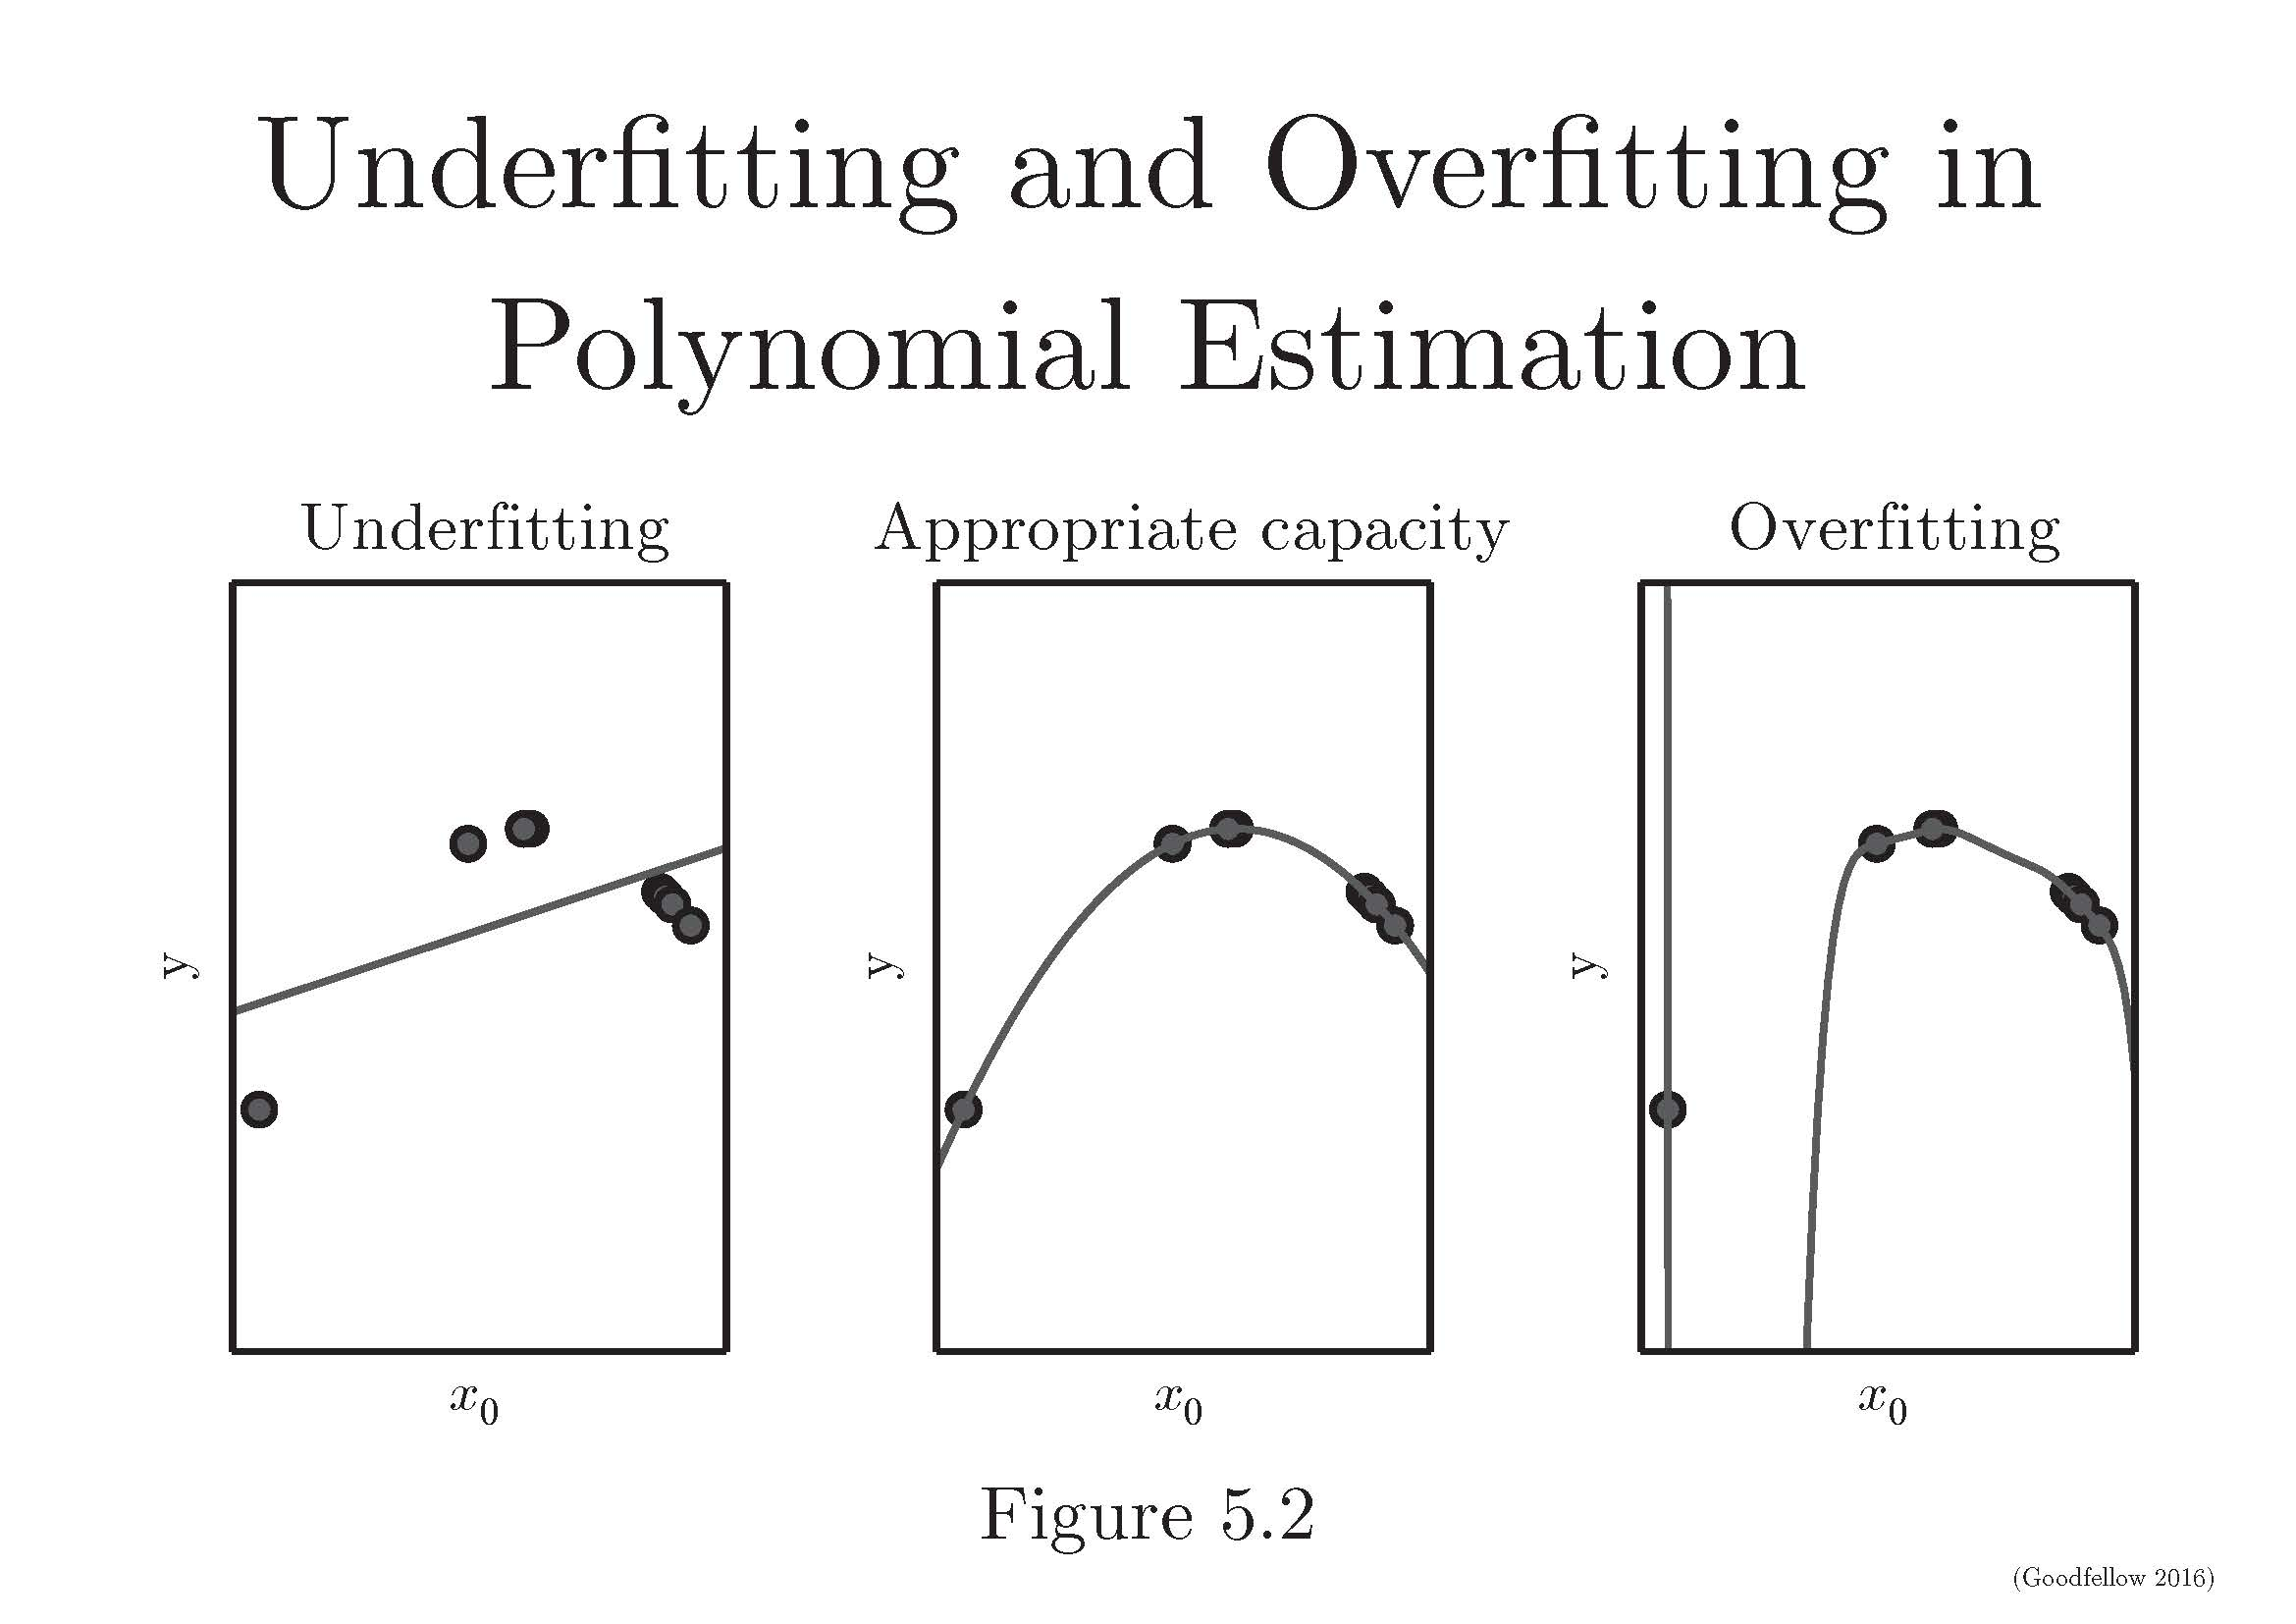 Underfitting and Overfitting in
Polynomial Estimation
Underfitting
Appropriate capacity
Overfitting
y
y
y
x₀
x₀
x₀
Figure 5.2
(Goodfellow 2016)